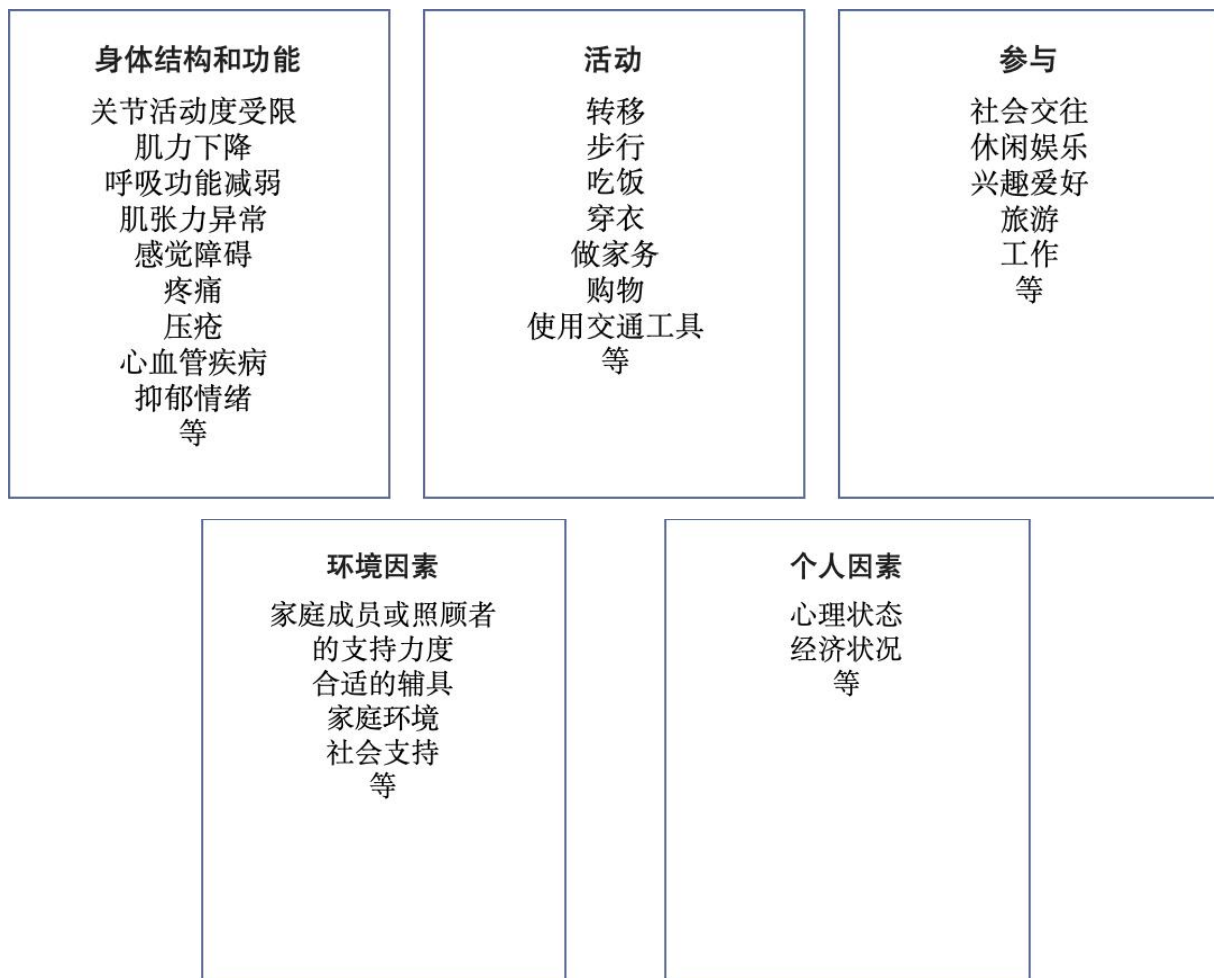 身体结构和功能
关节活动度受限
肌力下降
呼吸功能减弱
肌张力异常
感觉障碍
疼痛
压疮
心血管疾病
抑郁情绪
等
活动
转移
步行
吃饭
穿衣
做家务
购物
使用交通工具
等
参与
社会交往
休闲娱乐
兴趣爱好
旅游
工作
等
环境因素
家庭成员或照顾者
的支持力度
合适的辅具
家庭环境
社会支持
等
个人因素
心理状态
经济状况
等